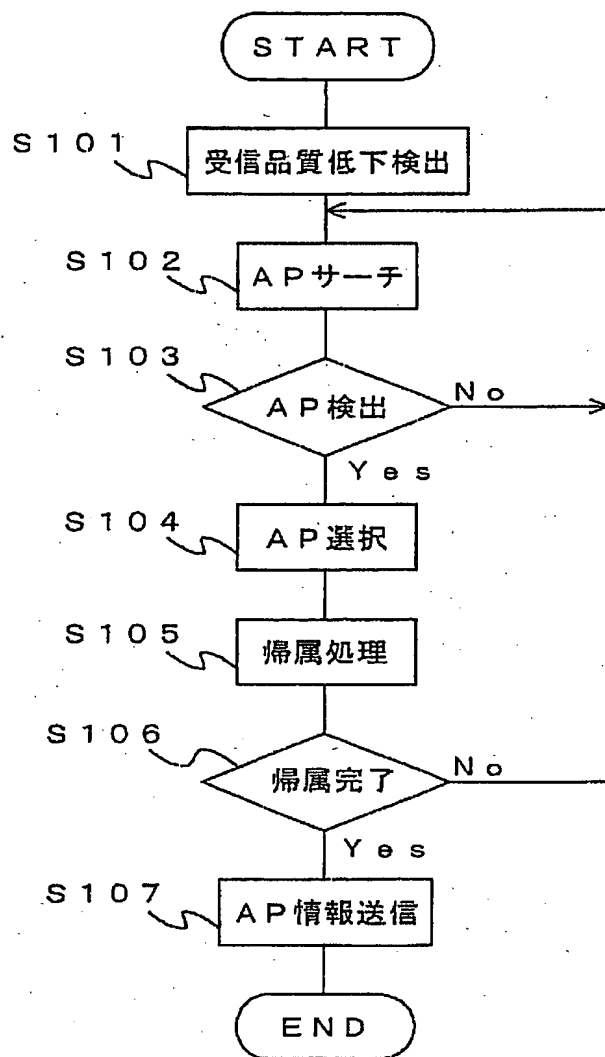 START
S101
受信品質低下検出
S102
APサーチ
S103
AP検出
No
Yes
S104
AP選択
S105
帰属処理
S106
帰属完了
No
Yes
S107
AP情報送信
END